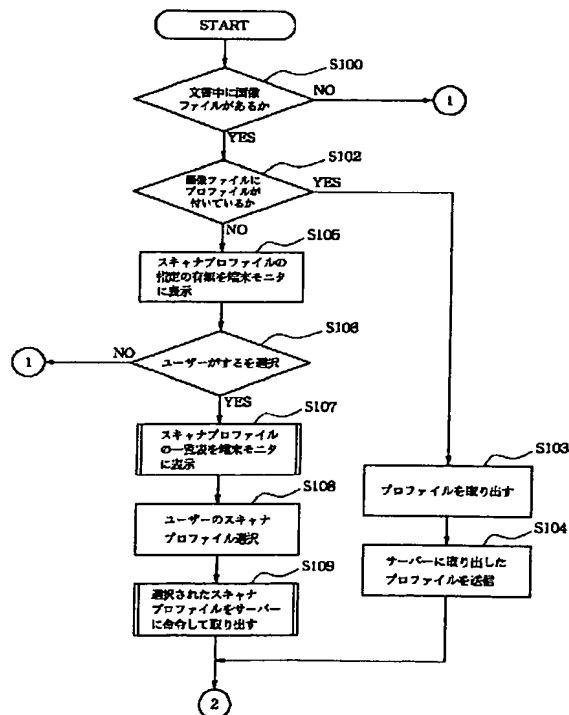 START
S100
文書中に画像
ファイルがあるか
NO
1
YES
S102
画像ファイルに
プロファイルが
付いているか
YES
NO
S105
スキャナプロファイルの
指定の有無を端末モニタ
に表示
S106
1
NO
ユーザーがするを選択
YES
S107
スキャナプロファイル
の一覧表を端末モニタ
に表示
S103
プロファイルを取り出す
S108
ユーザーのスキャナ
プロファイル選択
S104
サーバーに取り出した
プロファイルを送信
S109
選択されたスキャナ
プロファイルをサーバー
に命令して取り出す
2